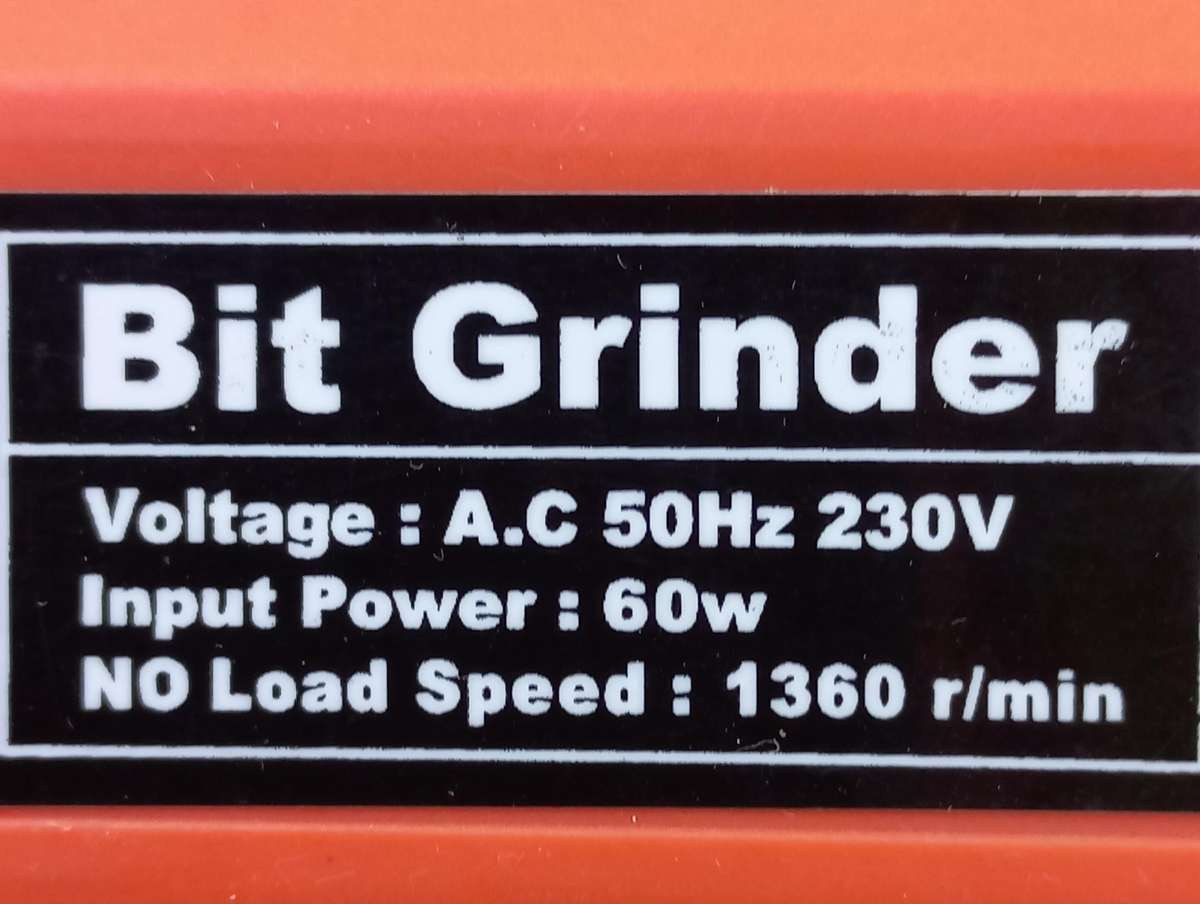 Bit Grinder
Voltage : A.C 50Hz 230V
Input Power : 60w
NO Load Speed : 1360 r/min